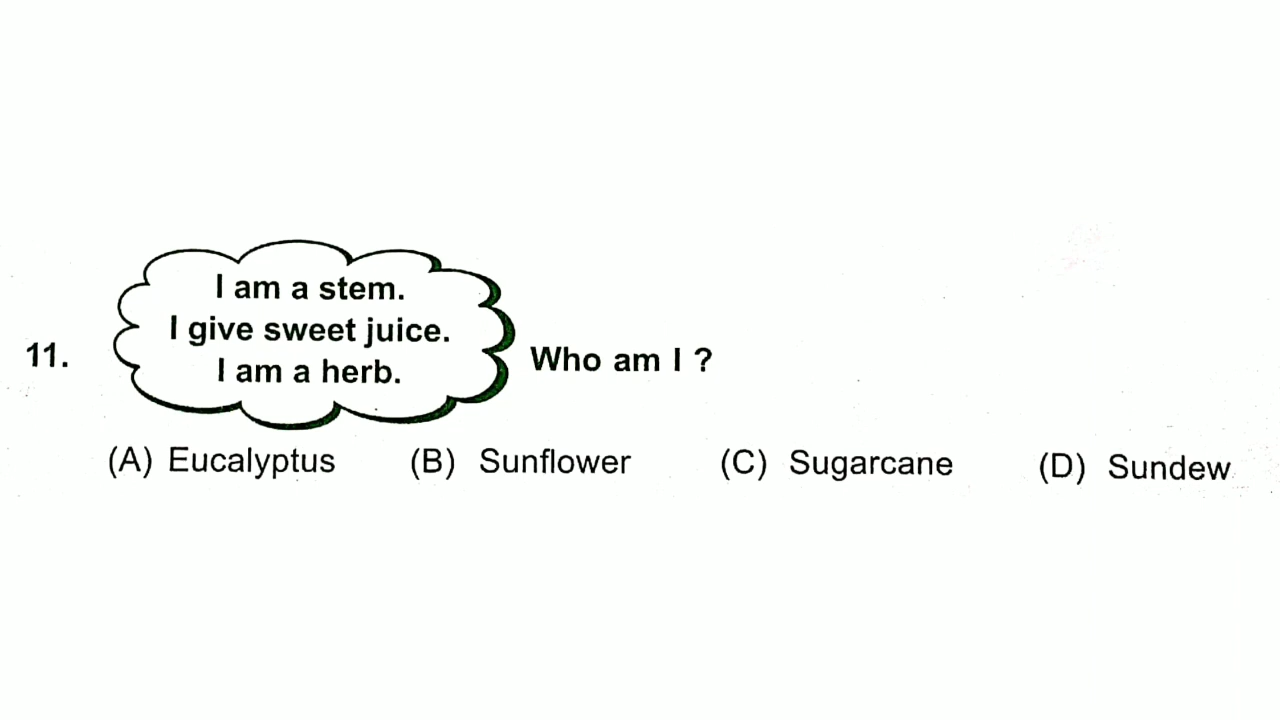 11.
I am a stem.
I give sweet juice.
I am a herb.
Who am I ?
(A) Eucalyptus (B) Sunflower (C) Sugarcane (D) Sundew